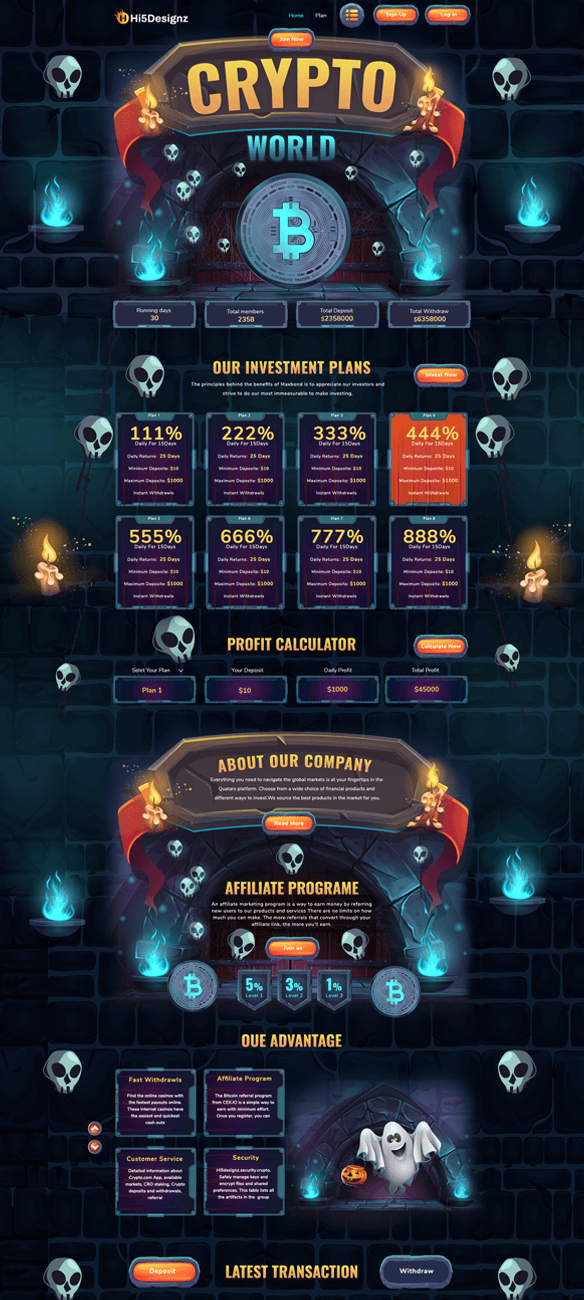 Hi5Designz
Home
Plan
Sign Up
Log In
Join Now
CRYPTO
WORLD
Running days
30
Total members
2358
Total Deposit
$2358000
Total Withdraw
$6358000
OUR INVESTMENT PLANS
Invest Now
The principles behind the benefits of Maxbond is to appreciate our investors and
strive to do our most immeasurable to make investing.
Plan 1
111%
Daily For 15Days
Daily Returns: 25 Days
Minimum Deposite: $10
Maximum Deposite: $1000
Instant Withdrawls
Plan 2
222%
Daily For 15Days
Daily Returns: 25 Days
Minimum Deposite: $10
Maximum Deposite: $1000
Instant Withdrawls
Plan 3
333%
Daily For 15Days
Daily Returns: 25 Days
Minimum Deposite: $10
Maximum Deposite: $1000
Instant Withdrawls
Plan 4
444%
Daily For 15Days
Daily Returns: 25 Days
Minimum Deposite: $10
Maximum Deposite: $1000
Instant Withdrawls
Plan 5
555%
Daily For 15Days
Daily Returns: 25 Days
Minimum Deposite: $10
Maximum Deposite: $1000
Instant Withdrawls
Plan 6
666%
Daily For 15Days
Daily Returns: 25 Days
Minimum Deposite: $10
Maximum Deposite: $1000
Instant Withdrawls
Plan 7
777%
Daily For 15Days
Daily Returns: 25 Days
Minimum Deposite: $10
Maximum Deposite: $1000
Instant Withdrawls
Plan 8
888%
Daily For 15Days
Daily Returns: 25 Days
Minimum Deposite: $10
Maximum Deposite: $1000
Instant Withdrawls
PROFIT CALCULATOR
Calculate Now
Selet Your Plan
Your Deposit
Daily Profit
Total Profit
Plan 1
$10
$1000
$45000
ABOUT OUR COMPANY
Everything you need to navigate the global markets is at your fingertips in the
Quataro platform. Choose from a wide choice of financial products and
different ways to invest.We source the best products in the market for you.
Read More
AFFILIATE PROGRAME
An affiliate marketing program is a way to earn money by referring
new users to our products and services There are no limits on how
much you can make. The more referrals that convert through your
affiliate link, the more you'll earn.
Join us
5%
Level 1
3%
Level 2
1%
Level 3
OUE ADVANTAGE
Fast Withdrawls
Find the online casinos with
the fastest payouts online.
These internet casinos have
the easiest and quickest
cash outs
Affiliate Program
The Bitcoin referral program
from CEX.IO is a simple way to
earn with minimum effort.
Once you register, you can
Customer Service
Detailed information about
Crypto.com App, available
markets, CRO staking, Crypto
deposits and withdrawals,
referral
Security
Hi5designz.security.crypto.
Safely manage keys and
encrypt files and shared
preferences. This table lists all
the artifacts in the group
Deposit
LATEST TRANSACTION
Withdraw